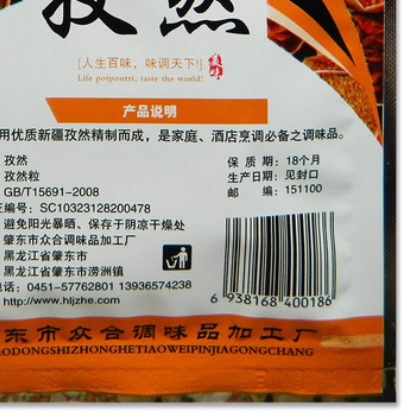 孜然
[人生百味，味调天下!]
Life potpourri, taste the world!
产品说明
用优质新疆孜然精制而成，是家庭、酒店烹调必备之调味品。
孜然
保 质 期：18个月
孜然粒
生产日期：见封口
GB/T15691-2008
邮 编：151100
证编号：SC10323128200478
避免阳光暴晒、保存于阴凉干燥处
肇东市众合调味品加工厂
黑龙江省肇东市
黑龙江省肇东市涝洲镇
电话：0451-57762801 13936574238
http://www.hljzhe.com
6 938168 400186
东市众合调味品加工厂
AODONGSHIZHONGHETIAOWEIPINJIAGONGCHANG